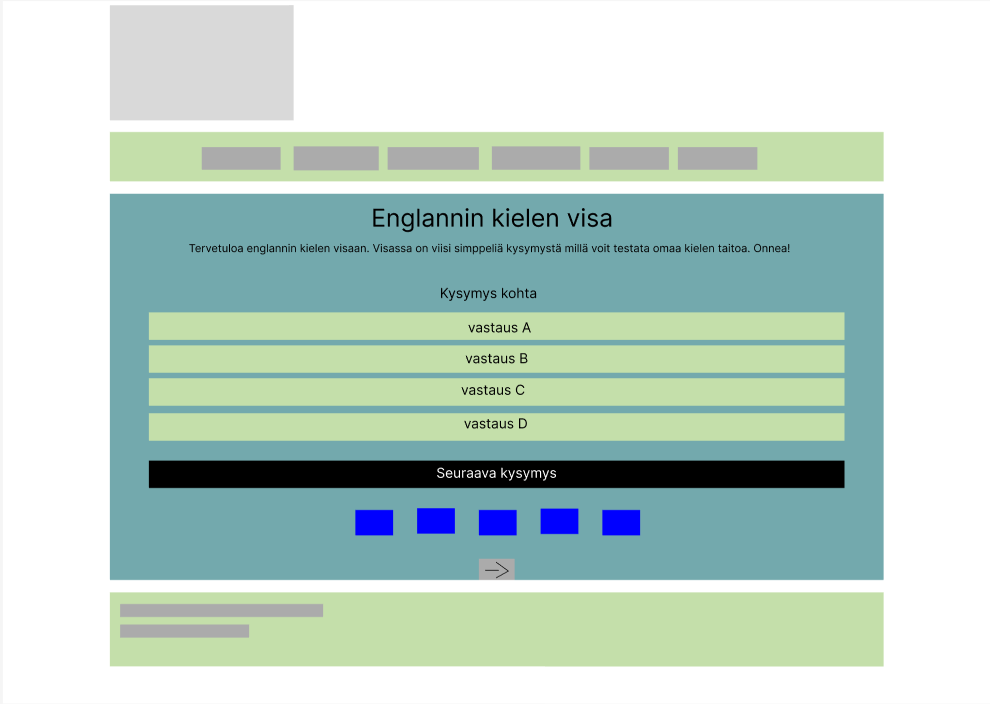 Englannin kielen visa
Tervetuloa englannin kielen visaan. Visassa on viisi simppeliä kysymystä millä voit testata omaa kielen taitoa. Onnea!
Kysymys kohta
vastaus A
vastaus B
vastaus C
vastaus D
Seuraava kysymys